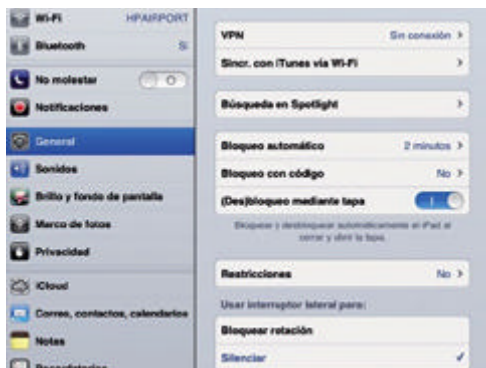 Wi-Fi HPAIRPORT
Bluetooth Sí
No molestar
Notificaciones
General
Sonidos
Brillo y fondo de pantalla
Marco de fotos
Privacidad
iCloud
Correo, contactos, calendarios
Notas
Recordatorios
VPN Sin conexión
Sincr. con iTunes vía Wi-Fi
Búsqueda en Spotlight
Bloqueo automático 2 minutos
Bloqueo con código No
(Des)bloqueo mediante tapa
Bloquear y desbloquear automáticamente el iPad al
cerrar y abrir la tapa.
Restricciones No
Usar interruptor lateral para:
Bloquear rotación
Silenciar